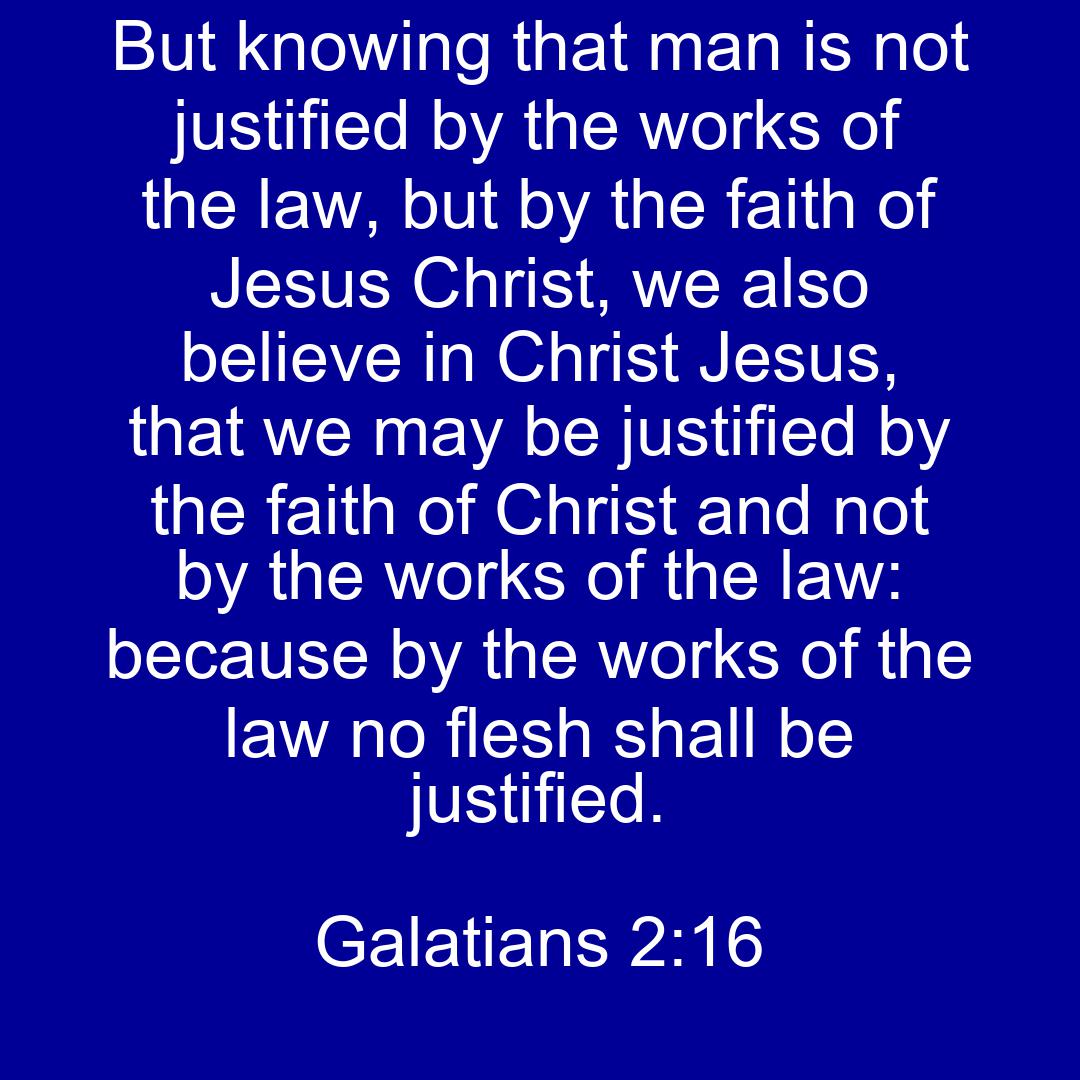 But knowing that man is not
justified by the works of
the law, but by the faith of
Jesus Christ, we also
believe in Christ Jesus,
that we may be justified by
the faith of Christ and not
by the works of the law:
because by the works of the
law no flesh shall be
justified.
Galatians 2:16